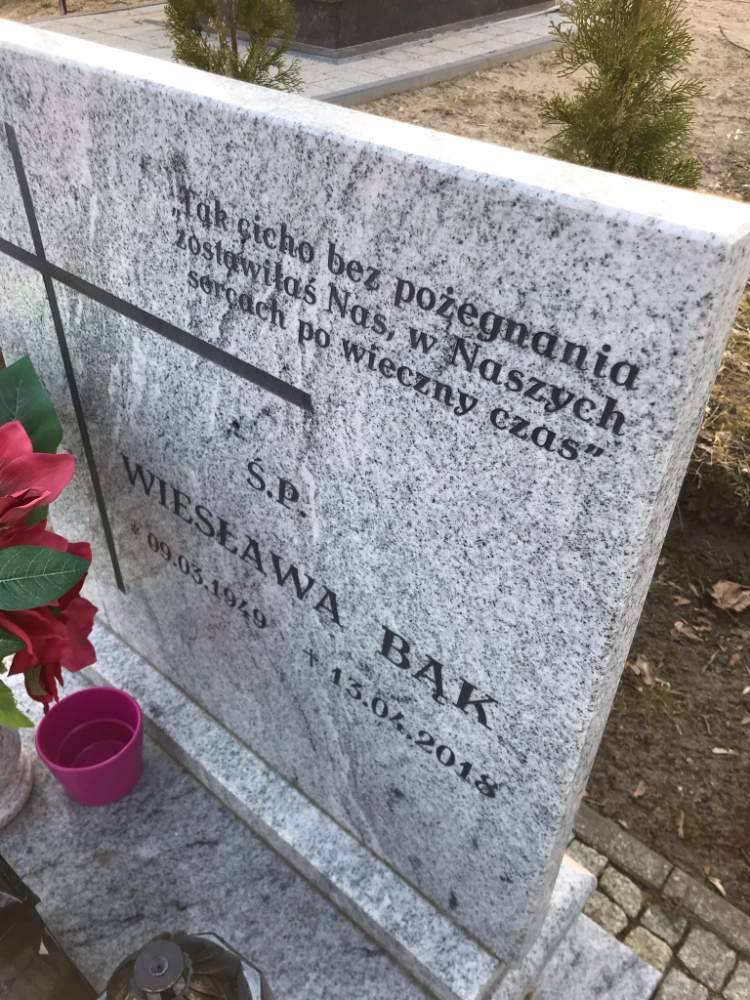 „Tak cicho bez pożegnania
zostawiłaś Nas, w Naszych
sercach po wieczny czas”
Ś.P.
WIESŁAWA BĄK
* 09.03.1949 + 13.04.2018